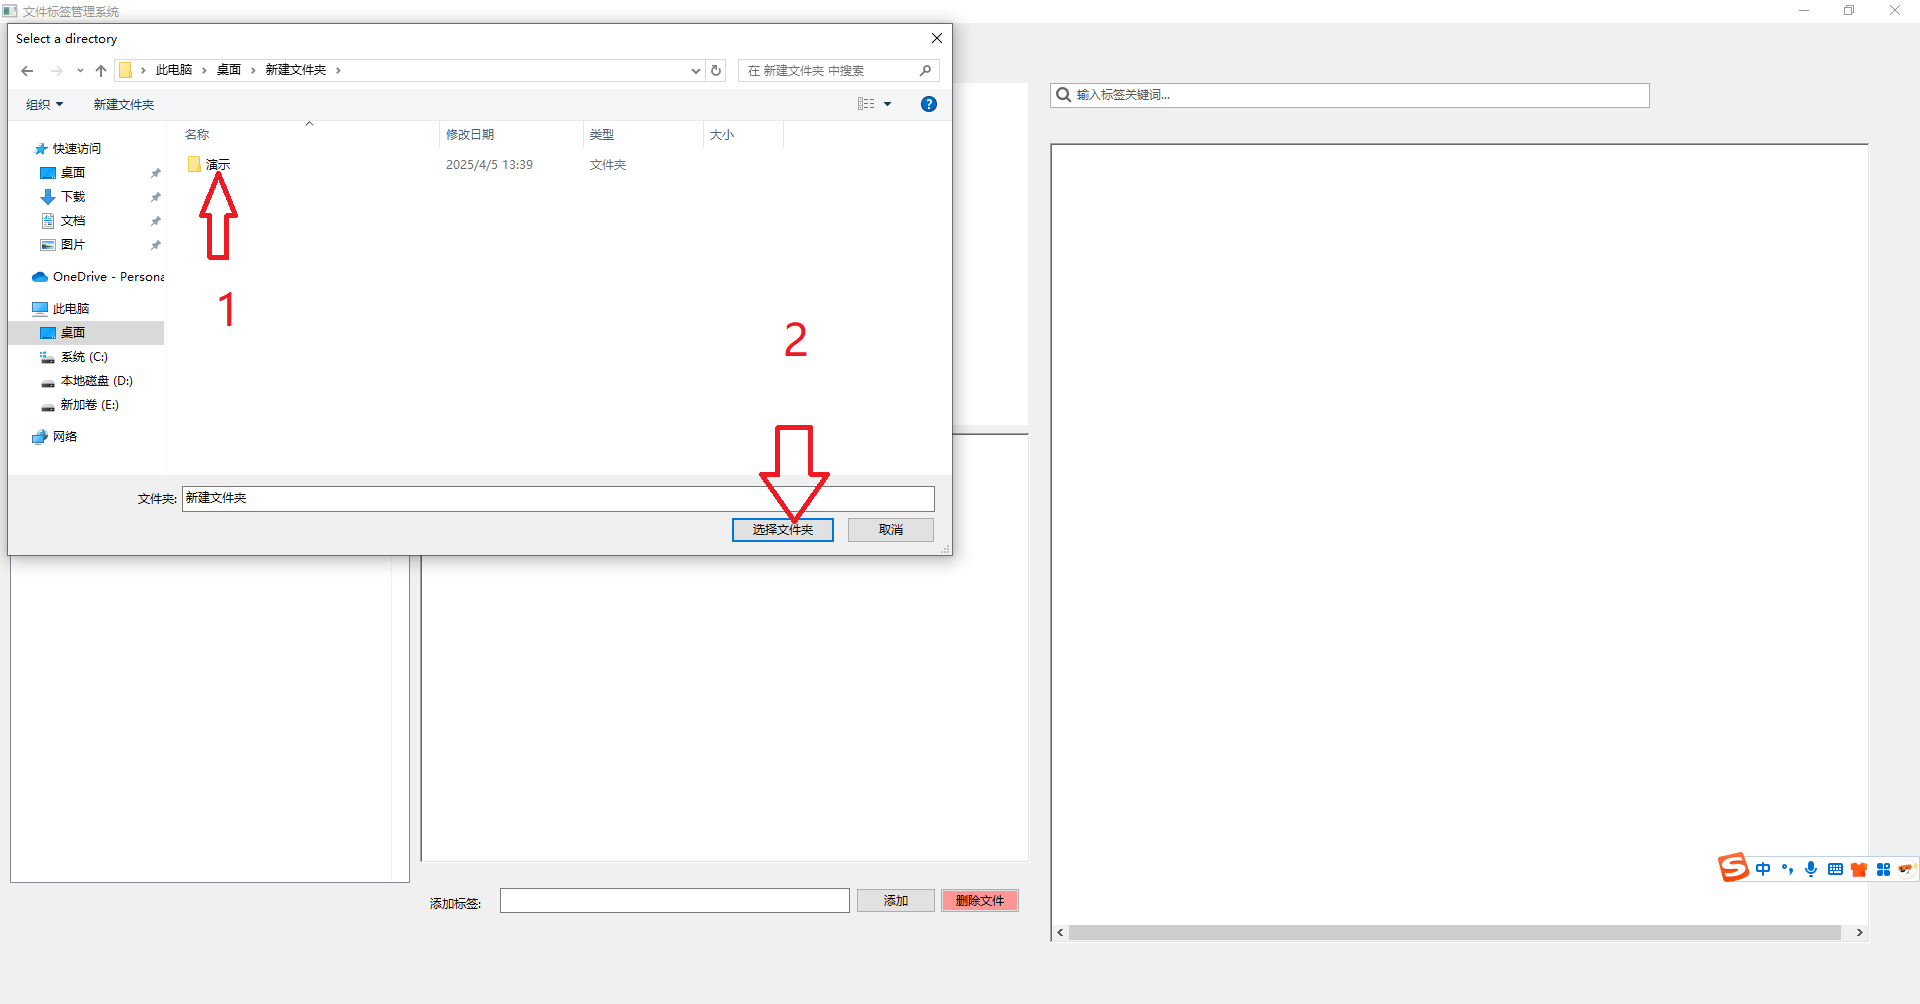 文件标签管理系统
Select a directory
此电脑 › 桌面 › 新建文件夹 ›
在 新建文件夹 中搜索
组织
新建文件夹
名称
修改日期
类型
大小
演示
2025/4/5 13:39
文件夹
快速访问
桌面
下载
文档
图片
OneDrive - Persona
此电脑
桌面
系统 (C:)
本地磁盘 (D:)
新加卷 (E:)
网络
1
2
文件夹:
新建文件夹
选择文件夹
取消
输入标签关键词...
添加标签:
添加
删除文件
S
中